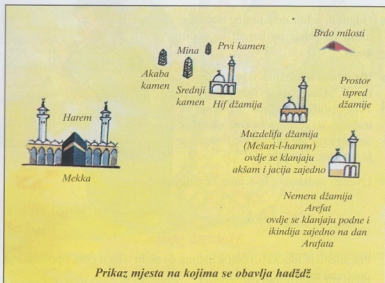 Brdo milosti
Mina
Prvi kamen
Akaba
kamen
Srednji
kamen
Hif džamija
Prostor
ispred
džamije
Harem
Mekka
Muzdelifa džamija
(Mešari-l-haram)
ovdje se klanjaju
akšam i jacija zajedno
Nemera džamija
Arefat
ovdje se klanjaju podne i
ikindija zajedno na dan
Arafata
Prikaz mjesta na kojima se obavlja hadždž